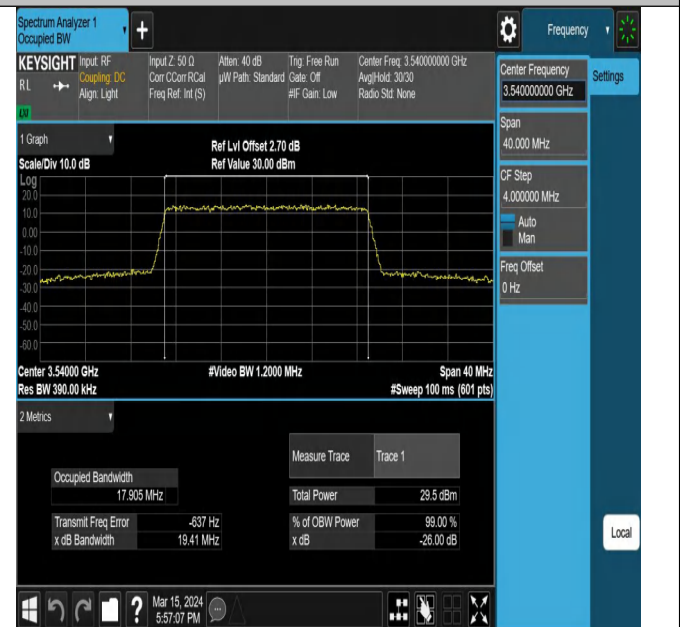 Spectrum Analyzer 1
Occupied BW
Frequency
KEYSIGHT
R L
Input: RF
Coupling: DC
Align: Light
Input Z: 50 Ω
Corr CCorr RCal
Freq Ref: Int (S)
Atten: 40 dB
µW Path: Standard
Trig: Free Run
Gate: Off
#IF Gain: Low
Center Freq: 3.540000000 GHz
Avg|Hold: 30/30
Radio Std: None
Center Frequency
3.540000000 GHz
Settings
Span
40.000 MHz
CF Step
4.000000 MHz
Auto
Man
Freq Offset
0 Hz
1 Graph
Scale/Div 10.0 dB
Ref Lvl Offset 2.70 dB
Ref Value 30.00 dBm
Log
20.0
10.0
0.00
-10.0
-20.0
-30.0
-40.0
-50.0
-60.0
Center 3.54000 GHz
#Video BW 1.2000 MHz
Span 40 MHz
Res BW 390.00 kHz
#Sweep 100 ms (601 pts)
2 Metrics
Measure Trace
Trace 1
Occupied Bandwidth
17.905 MHz
Total Power
29.5 dBm
Transmit Freq Error
-637 Hz
% of OBW Power
99.00 %
x dB Bandwidth
19.41 MHz
x dB
-26.00 dB
Local
?
Mar 15, 2024
5:57:07 PM